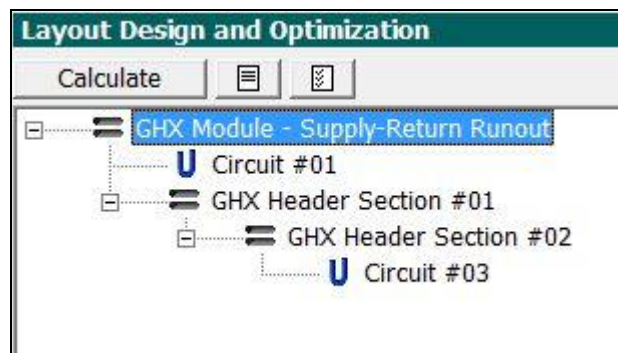 Layout Design and Optimization
Calculate
GHX Module - Supply-Return Runout
Circuit #01
GHX Header Section #01
GHX Header Section #02
Circuit #03